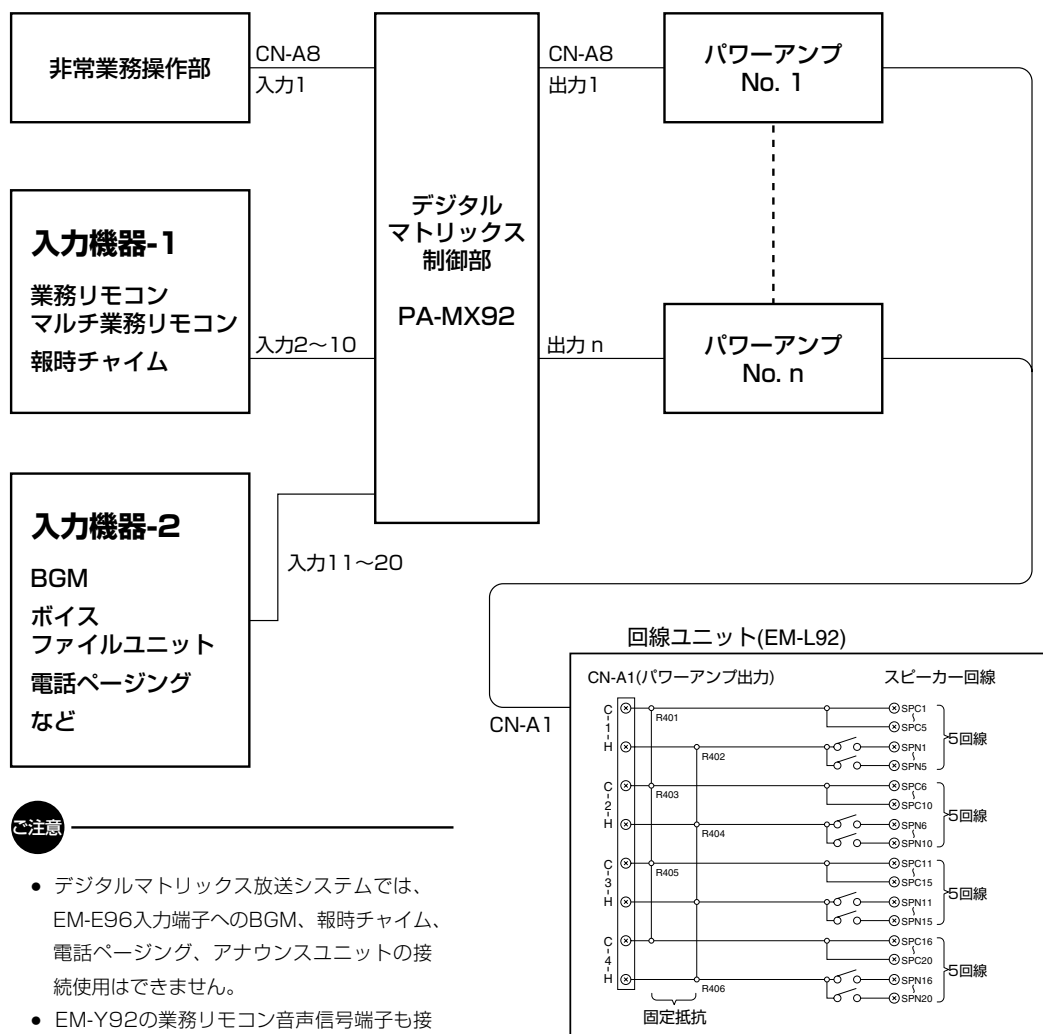 非常業務操作部
CN-A8
入力1
CN-A8
出力1
パワーアンプ
No. 1
入力機器-1
業務リモコン
マルチ業務リモコン
報時チャイム
入力2〜10
デジタル
マトリックス
制御部
PA-MX92
出力 n
パワーアンプ
No. n
入力機器-2
BGM
ボイス
ファイルユニット
電話ページング
など
入力11〜20
CN-A1
回線ユニット(EM-L92)
CN-A1(パワーアンプ出力)
スピーカー回線
C-1-H
R401
R402
SPC1
〜
SPC5
SPN1
〜
SPN5
5回線
C-2-H
R403
R404
SPC6
〜
SPC10
SPN6
〜
SPN10
5回線
C-3-H
R405
SPC11
〜
SPC15
SPN11
〜
SPN15
5回線
C-4-H
R406
SPC16
〜
SPC20
SPN16
〜
SPN20
5回線
固定抵抗
ご注意
● デジタルマトリックス放送システムでは、
EM-E96入力端子へのBGM、報時チャイム、
電話ページング、アナウンスユニットの接
続使用はできません。
● EM-Y92の業務リモコン音声信号端子も接